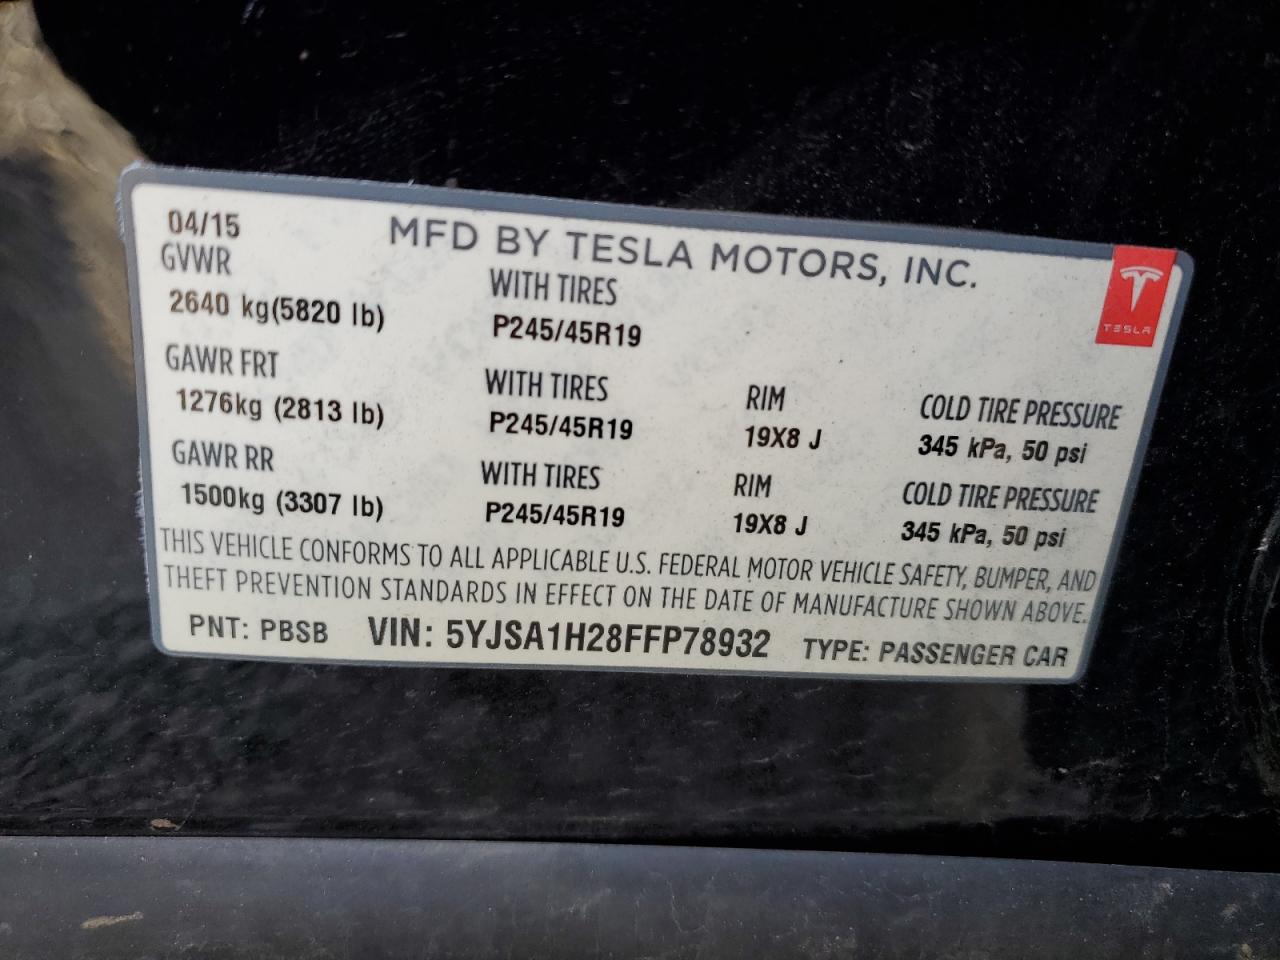 04/15 MFD BY TESLA MOTORS, INC.
TESLA
GVWR WITH TIRES
2640 kg(5820 lb) P245/45R19
GAWR FRT WITH TIRES RIM COLD TIRE PRESSURE
1276kg (2813 lb) P245/45R19 19X8 J 345 kPa, 50 psi
GAWR RR WITH TIRES RIM COLD TIRE PRESSURE
1500kg (3307 lb) P245/45R19 19X8 J 345 kPa, 50 psi
THIS VEHICLE CONFORMS TO ALL APPLICABLE U.S. FEDERAL MOTOR VEHICLE SAFETY, BUMPER, AND
THEFT PREVENTION STANDARDS IN EFFECT ON THE DATE OF MANUFACTURE SHOWN ABOVE.
PNT: PBSB VIN: 5YJSA1H28FFP78932 TYPE: PASSENGER CAR